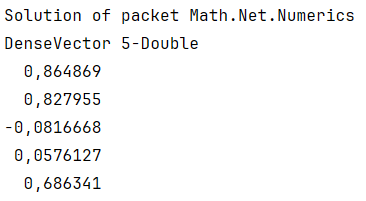 Solution of packet Math.Net.Numerics
DenseVector 5-Double
0,864869
0,827955
-0,0816668
0,0576127
0,686341